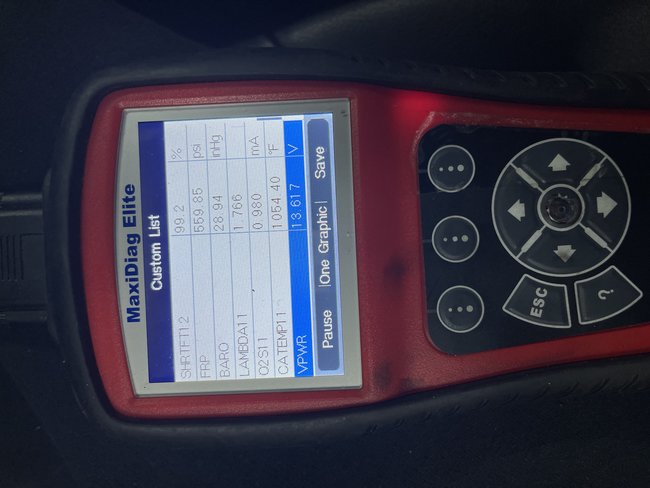 MaxiDiag Elite
Custom List
SHRTFT12 99.2 %
FRP 559.85 psi
BARO 28.94 inHg
LAMBDA11 1.766
O2S11 0.980 mA
CATEMP11 1054.40 °F
VPWR 13.617 V
Pause |One Graphic| Save
ESC
?